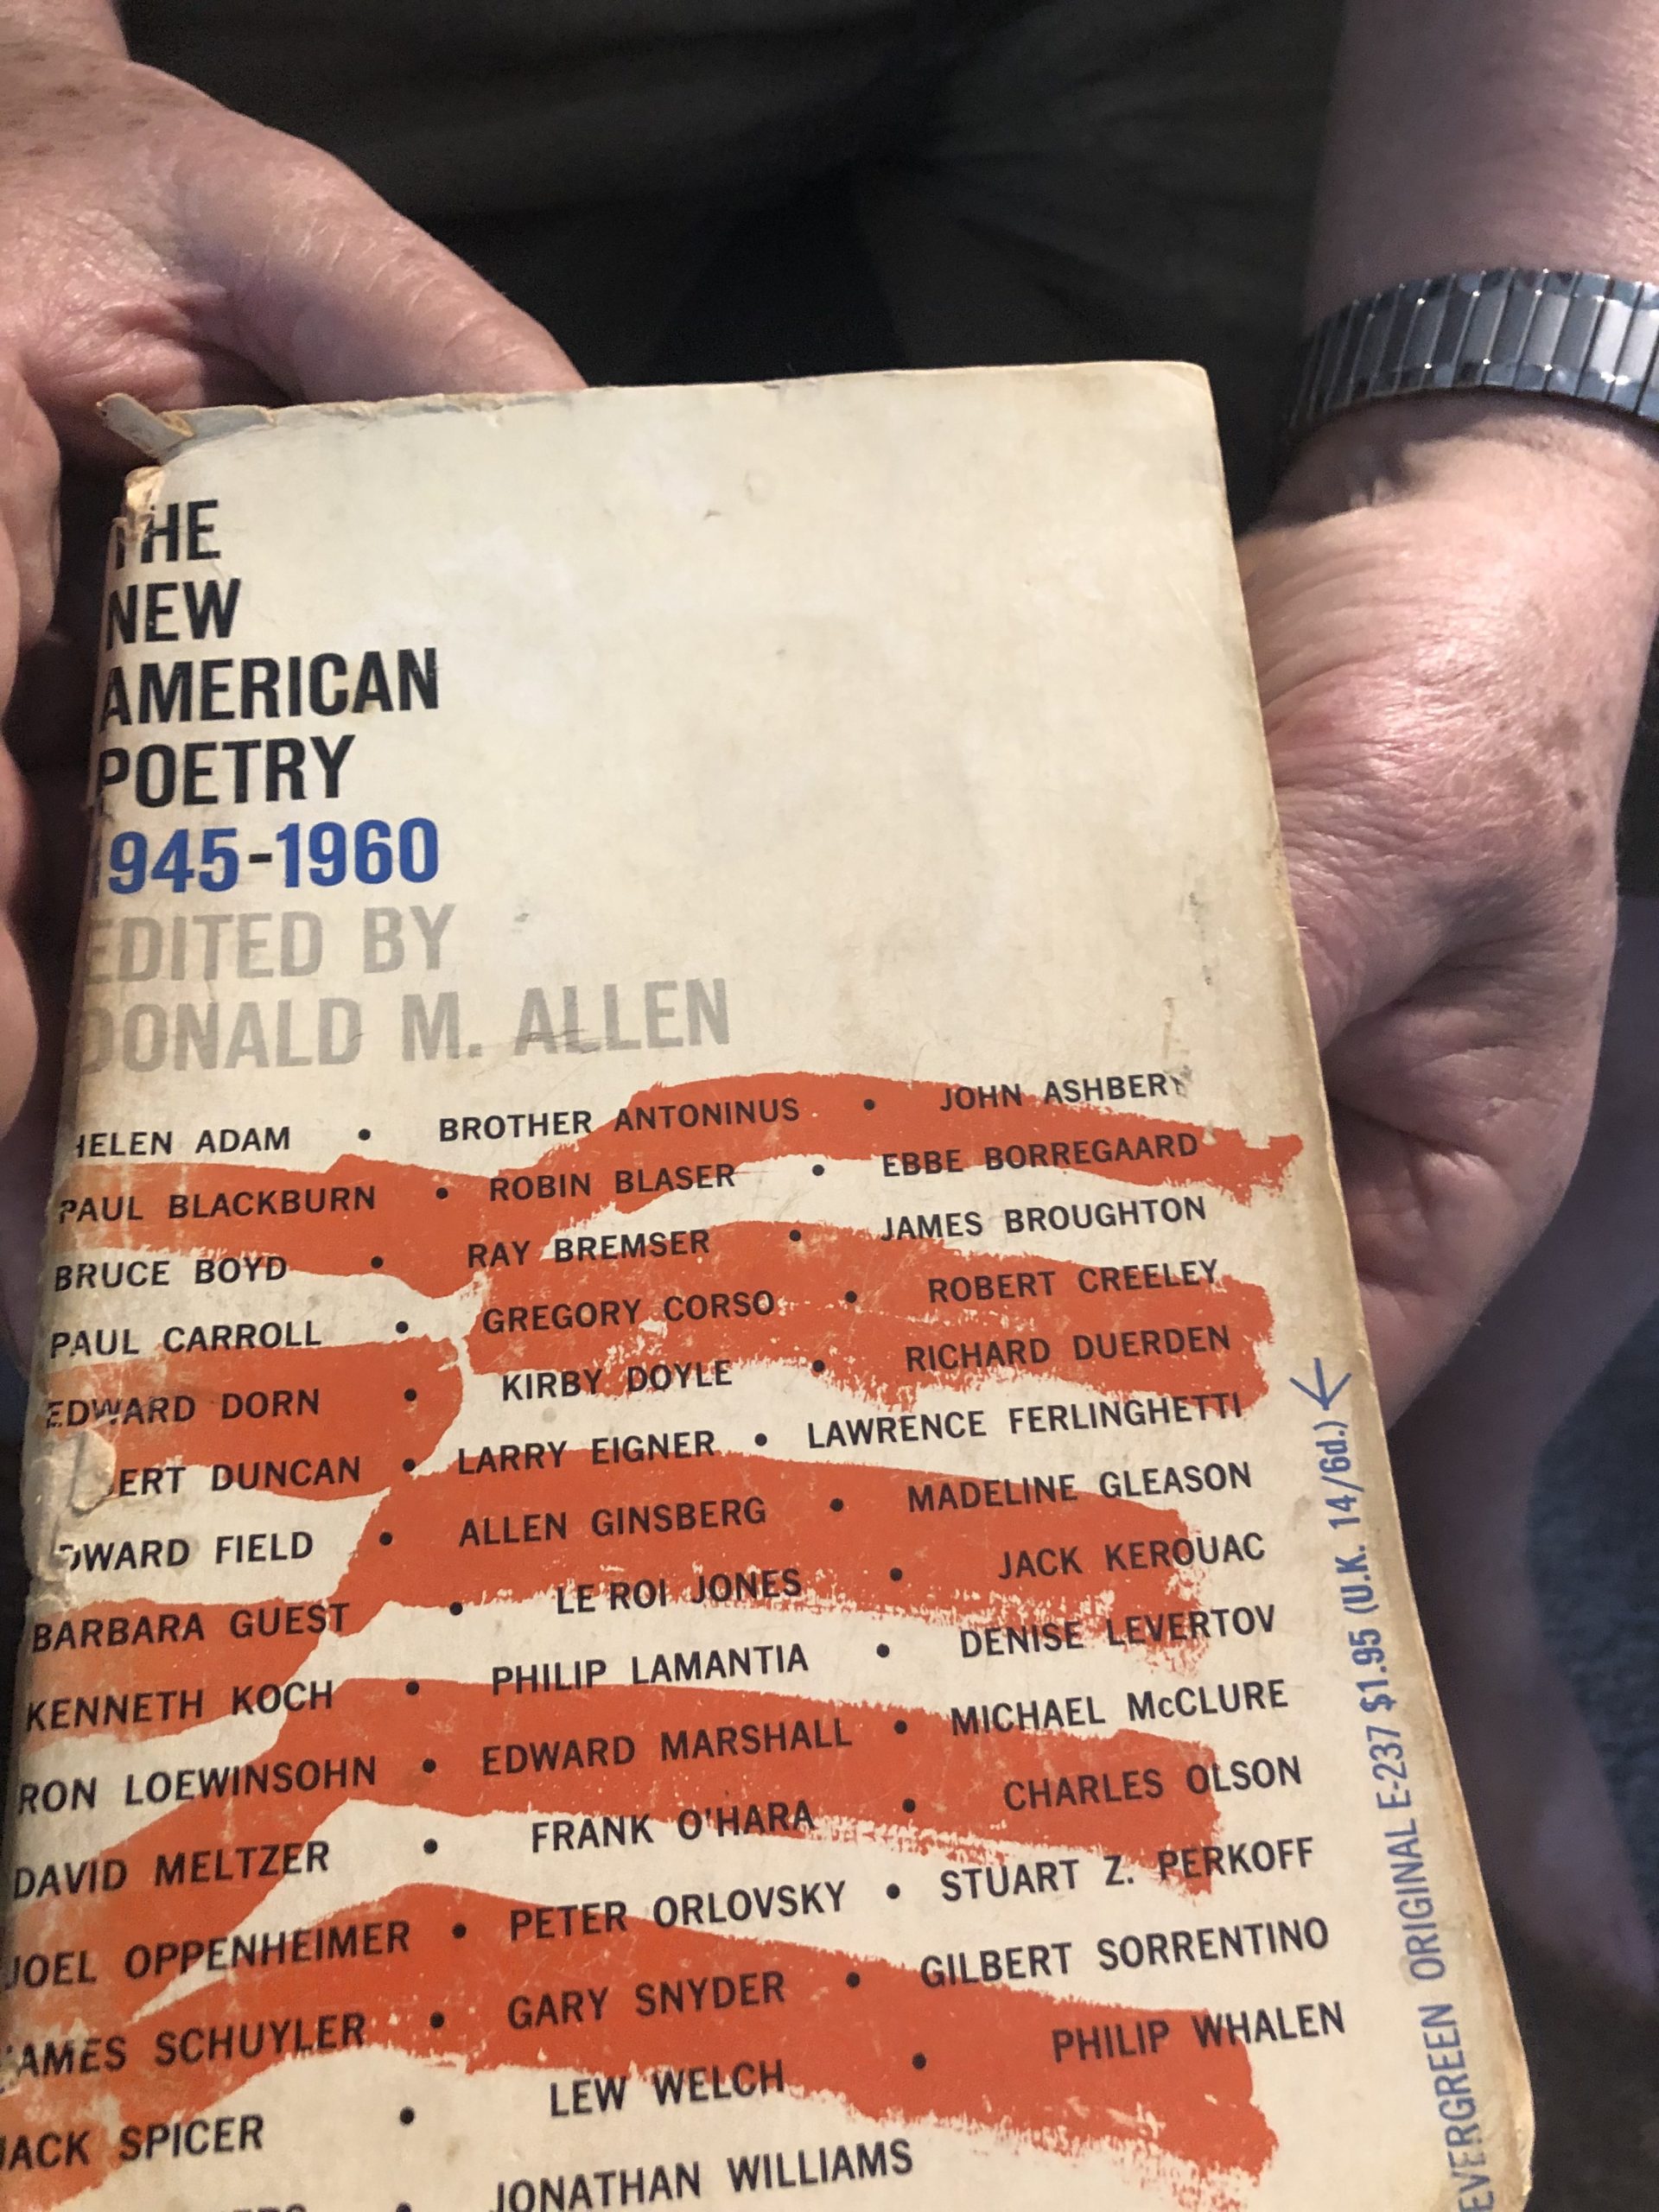 THE
NEW
AMERICAN
POETRY
1945-1960
EDITED BY
DONALD M. ALLEN
HELEN ADAM • BROTHER ANTONINUS • JOHN ASHBERY
PAUL BLACKBURN • ROBIN BLASER • EBBE BORREGAARD
BRUCE BOYD • RAY BREMSER • JAMES BROUGHTON
PAUL CARROLL • GREGORY CORSO • ROBERT CREELEY
EDWARD DORN • KIRBY DOYLE • RICHARD DUERDEN
ERT DUNCAN • LARRY EIGNER • LAWRENCE FERLINGHETTI
DWARD FIELD • ALLEN GINSBERG • MADELINE GLEASON
BARBARA GUEST • LE ROI JONES • JACK KEROUAC
KENNETH KOCH • PHILIP LAMANTIA • DENISE LEVERTOV
RON LOEWINSOHN • EDWARD MARSHALL • MICHAEL McCLURE
DAVID MELTZER • FRANK O'HARA • CHARLES OLSON
JOEL OPPENHEIMER • PETER ORLOVSKY • STUART Z. PERKOFF
JAMES SCHUYLER • GARY SNYDER • GILBERT SORRENTINO
JACK SPICER • LEW WELCH • PHILIP WHALEN
• JONATHAN WILLIAMS
EVERGREEN ORIGINAL E-237 $1.95 (U.K. 14/6d.)